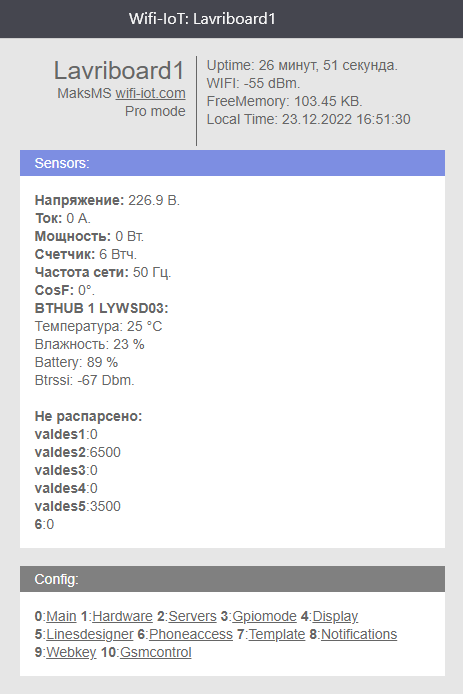 Wifi-IoT: Lavriboard1
Lavriboard1
MaksMS wifi-iot.com
Pro mode
Uptime: 26 минут, 51 секунда.
WIFI: -55 dBm.
FreeMemory: 103.45 KB.
Local Time: 23.12.2022 16:51:30
Sensors:
Напряжение: 226.9 В.
Ток: 0 А.
Мощность: 0 Вт.
Счетчик: 6 Втч.
Частота сети: 50 Гц.
CosF: 0°.
BTHUB 1 LYWSD03:
Температура: 25 °C
Влажность: 23 %
Battery: 89 %
Btrssi: -67 Dbm.
Не распарсено:
valdes1:0
valdes2:6500
valdes3:0
valdes4:0
valdes5:3500
6:0
Config:
0:Main 1:Hardware 2:Servers 3:Gpiomode 4:Display
5:Linesdesigner 6:Phoneaccess 7:Template 8:Notifications
9:Webkey 10:Gsmcontrol